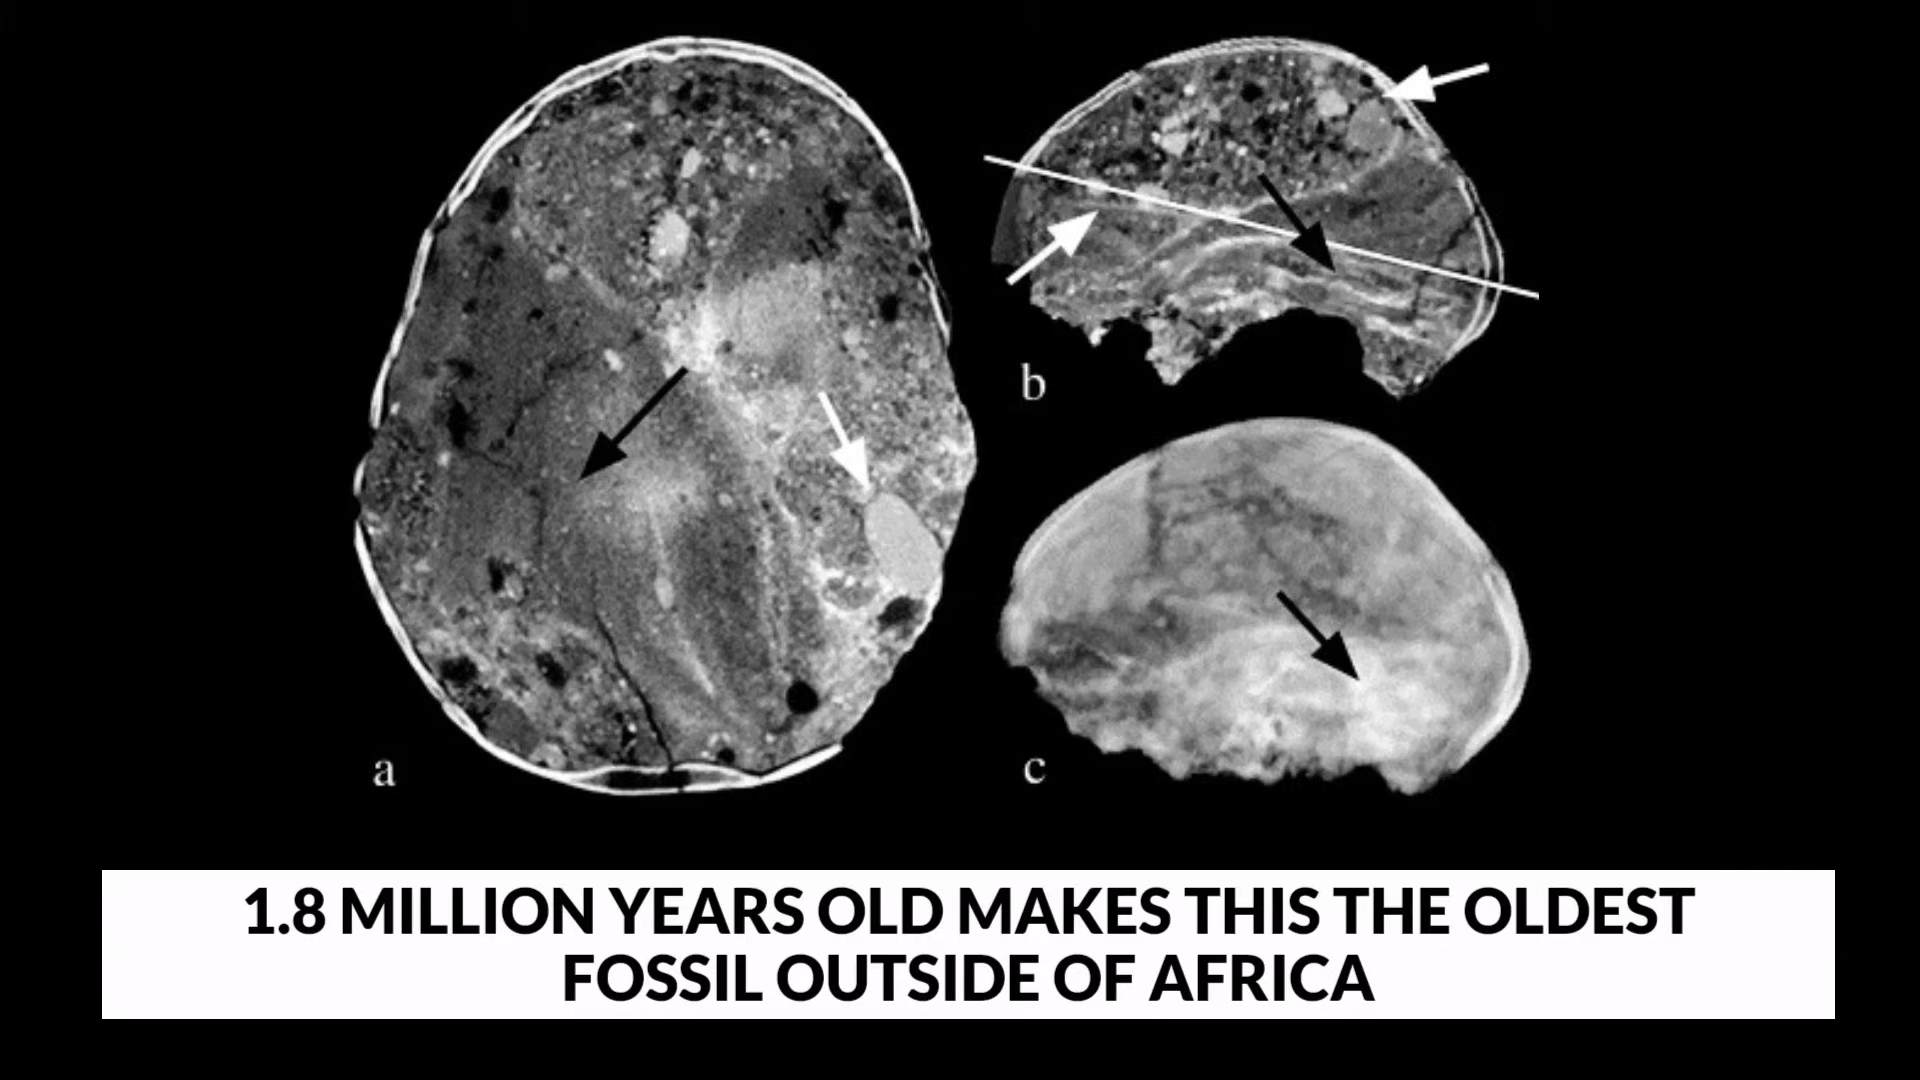 a
b
c
1.8 MILLION YEARS OLD MAKES THIS THE OLDEST
FOSSIL OUTSIDE OF AFRICA